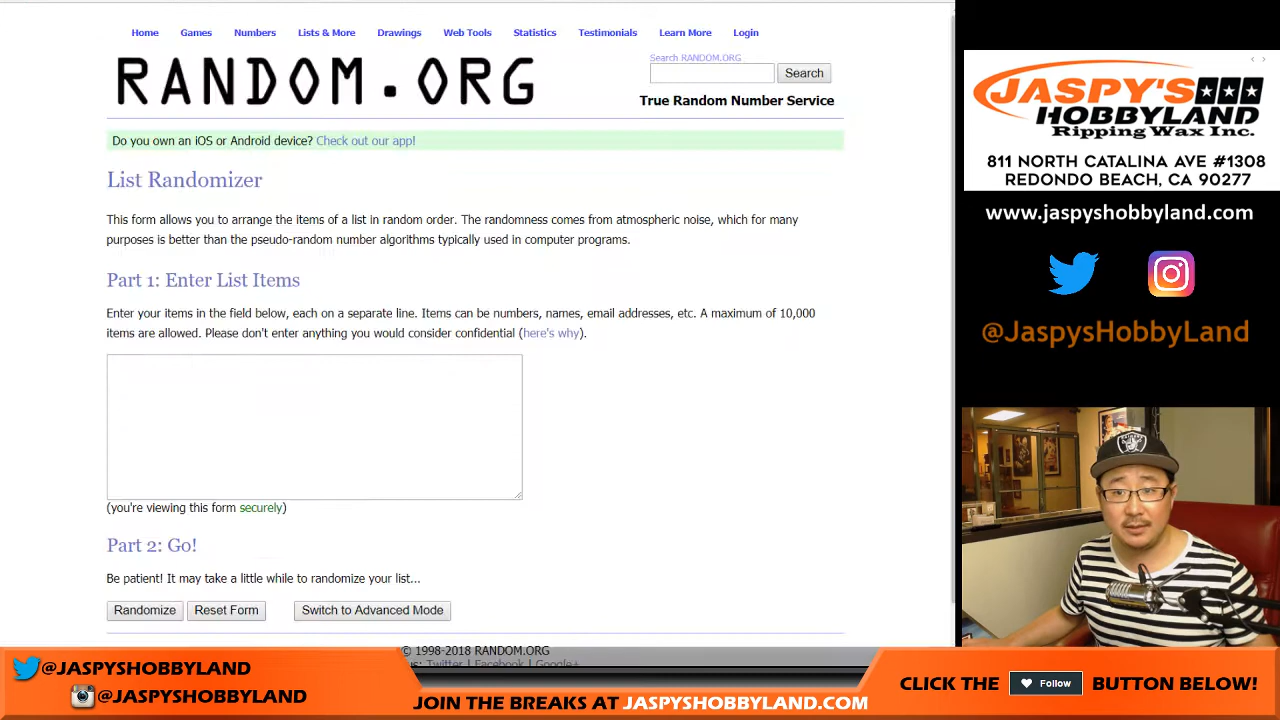 Home Games Numbers Lists & More Drawings Web Tools Statistics Testimonials Learn More Login
RANDOM.ORG
Search RANDOM.ORG
Search
True Random Number Service
Do you own an iOS or Android device? Check out our app!
List Randomizer
This form allows you to arrange the items of a list in random order. The randomness comes from atmospheric noise, which for many
purposes is better than the pseudo-random number algorithms typically used in computer programs.
Part 1: Enter List Items
Enter your items in the field below, each on a separate line. Items can be numbers, names, email addresses, etc. A maximum of 10,000
items are allowed. Please don't enter anything you would consider confidential (here's why).
(you're viewing this form securely)
Part 2: Go!
Be patient! It may take a little while to randomize your list...
Randomize Reset Form Switch to Advanced Mode
© 1998-2018 RANDOM.ORG
Twitter | Facebook | Google+
JASPY'S
HOBBYLAND
Ripping Wax Inc.
811 NORTH CATALINA AVE #1308
REDONDO BEACH, CA 90277
www.jaspyshobbyland.com
@JaspysHobbyLand
RAIDERS
@JASPYSHOBBYLAND
@JASPYSHOBBYLAND
JOIN THE BREAKS AT JASPYSHOBBYLAND.COM
CLICK THE Follow BUTTON BELOW!